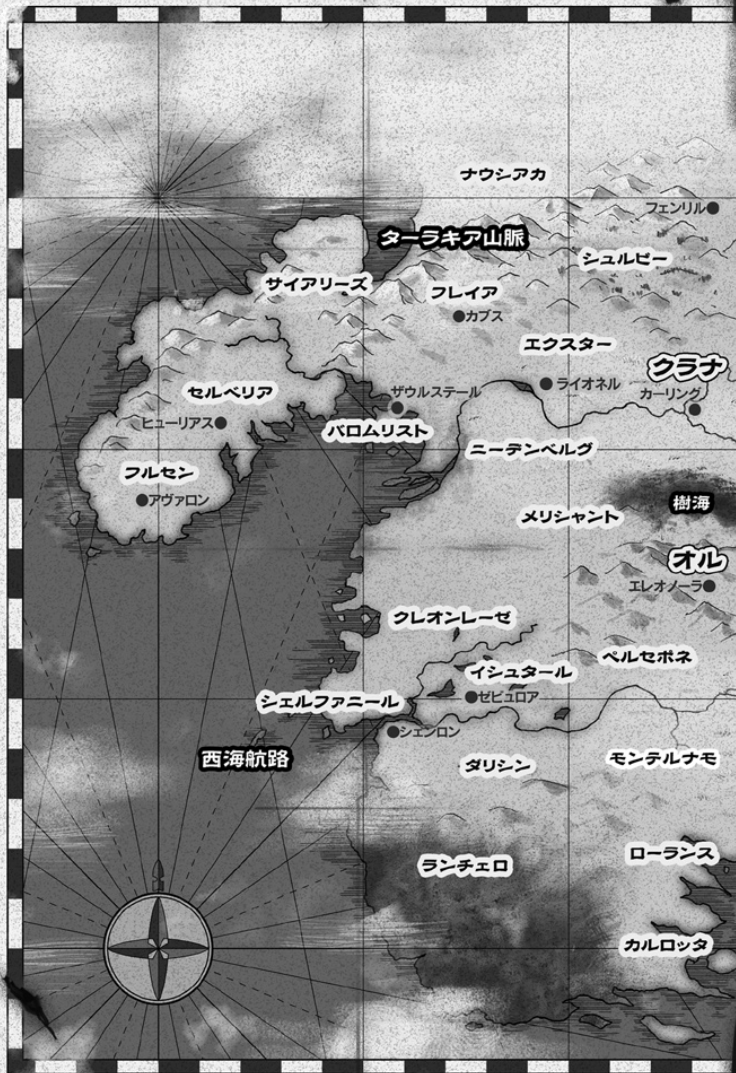 ナウシアカ
フェンリル
ターラキア山脈
シュルビー
サイアリーズ
フレイア
カプス
エクスター
クラナ
ライオネル
カーリング
セルベリア
ザウルステール
ヒューリアス
バロムリスト
ニーデンベルグ
フルセン
アヴァロン
メリシャント
樹海
オル
エレオノーラ
クレオンレーゼ
ペルセポネ
イシュタール
シェルファニール
ゼピュロア
シェンロン
西海航路
ダリシン
モンテルナモ
ランチェロ
ローランス
カルロッタ